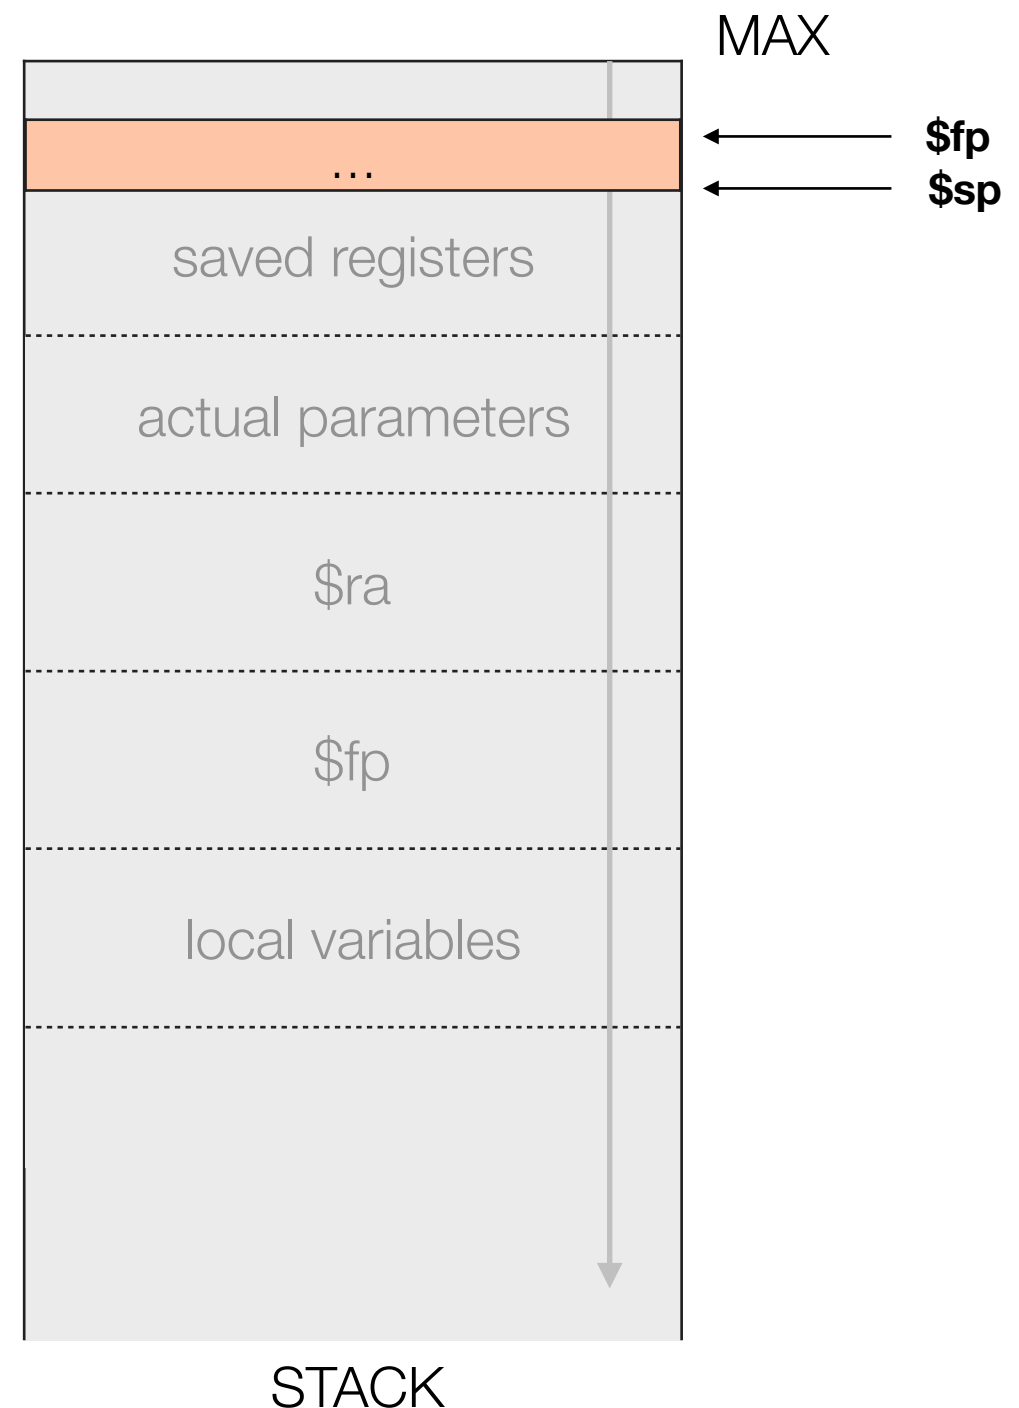 MAX
$fp
...
$sp
saved registers
actual parameters
$ra
$fp
local variables
STACK